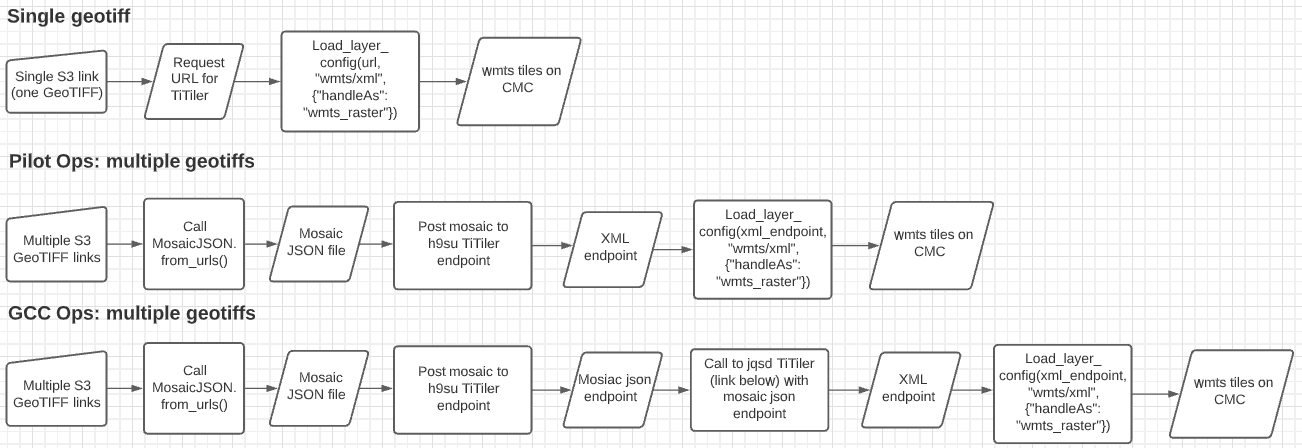 Single geotiff
Single S3 link
(one GeoTIFF)
Request
URL for
TiTiler
Load_layer_
config(url,
"wmts/xml",
{"handleAs":
"wmts_raster"})
wmts tiles on
CMC
Pilot Ops: multiple geotiffs
Multiple S3
GeoTIFF links
Call
MosaicJSON.
from_urls()
Mosaic
JSON file
Post mosaic to
h9su TiTiler
endpoint
XML
endpoint
Load_layer_
config(xml_endpoint,
"wmts/xml",
{"handleAs":
"wmts_raster"})
wmts tiles on
CMC
GCC Ops: multiple geotiffs
Multiple S3
GeoTIFF links
Call
MosaicJSON.
from_urls()
Mosaic
JSON file
Post mosaic to
h9su TiTiler
endpoint
Mosiac json
endpoint
Call to jqsd TiTiler
(link below) with
mosaic json
endpoint
XML
endpoint
Load_layer_
config(xml_endpoint,
"wmts/xml",
{"handleAs":
"wmts_raster"})
wmts tiles on
CMC